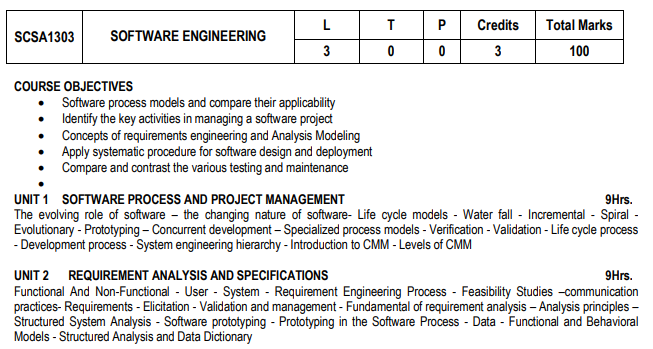 SCSA1303 SOFTWARE ENGINEERING L T P Credits Total Marks
3 0 0 3 100
COURSE OBJECTIVES
• Software process models and compare their applicability
• Identify the key activities in managing a software project
• Concepts of requirements engineering and Analysis Modeling
• Apply systematic procedure for software design and deployment
• Compare and contrast the various testing and maintenance
•
UNIT 1 SOFTWARE PROCESS AND PROJECT MANAGEMENT 9Hrs.
The evolving role of software – the changing nature of software- Life cycle models - Water fall - Incremental - Spiral -
Evolutionary - Prototyping – Concurrent development – Specialized process models - Verification - Validation - Life cycle process
- Development process - System engineering hierarchy - Introduction to CMM - Levels of CMM
UNIT 2 REQUIREMENT ANALYSIS AND SPECIFICATIONS 9Hrs.
Functional And Non-Functional - User - System - Requirement Engineering Process - Feasibility Studies –communication
practices- Requirements - Elicitation - Validation and management - Fundamental of requirement analysis – Analysis principles –
Structured System Analysis - Software prototyping - Prototyping in the Software Process - Data - Functional and Behavioral
Models - Structured Analysis and Data Dictionary